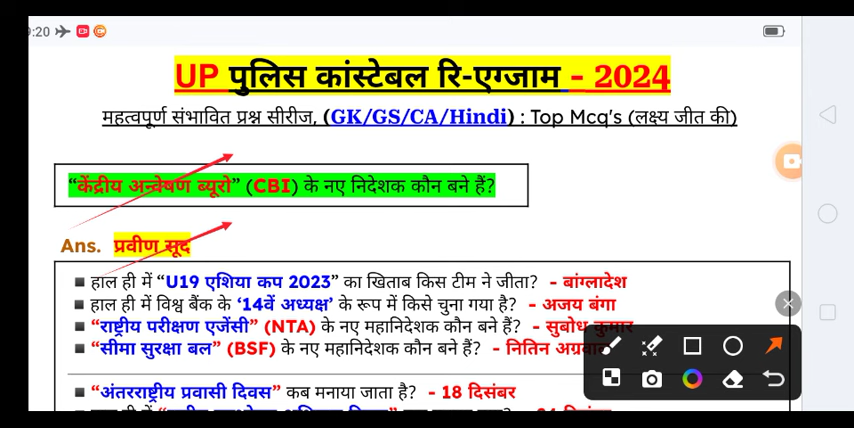 :20
UP पुलिस कांस्टेबल रि-एग्जाम - 2024
महत्वपूर्ण संभावित प्रश्न सीरीज, (GK/GS/CA/Hindi) : Top Mcq's (लक्ष्य जीत की)
“केंद्रीय अन्वेषण ब्यूरो” (CBI) के नए निदेशक कौन बने हैं?
Ans. प्रवीण सूद
■ हाल ही में “U19 एशिया कप 2023” का खिताब किस टीम ने जीता? - बांग्लादेश
■ हाल ही में विश्व बैंक के ‘14वें अध्यक्ष’ के रूप में किसे चुना गया है? - अजय बंगा
■ “राष्ट्रीय परीक्षण एजेंसी” (NTA) के नए महानिदेशक कौन बने हैं? - सुबोध कुमार
■ “सीमा सुरक्षा बल” (BSF) के नए महानिदेशक कौन बने हैं? - नितिन अग्रवाल
■ “अंतरराष्ट्रीय प्रवासी दिवस” कब मनाया जाता है? - 18 दिसंबर